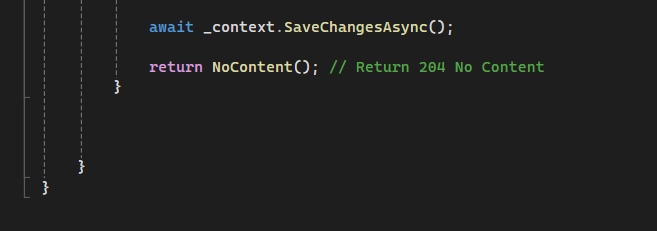 await _context.SaveChangesAsync();
return NoContent(); // Return 204 No Content
}
}
}